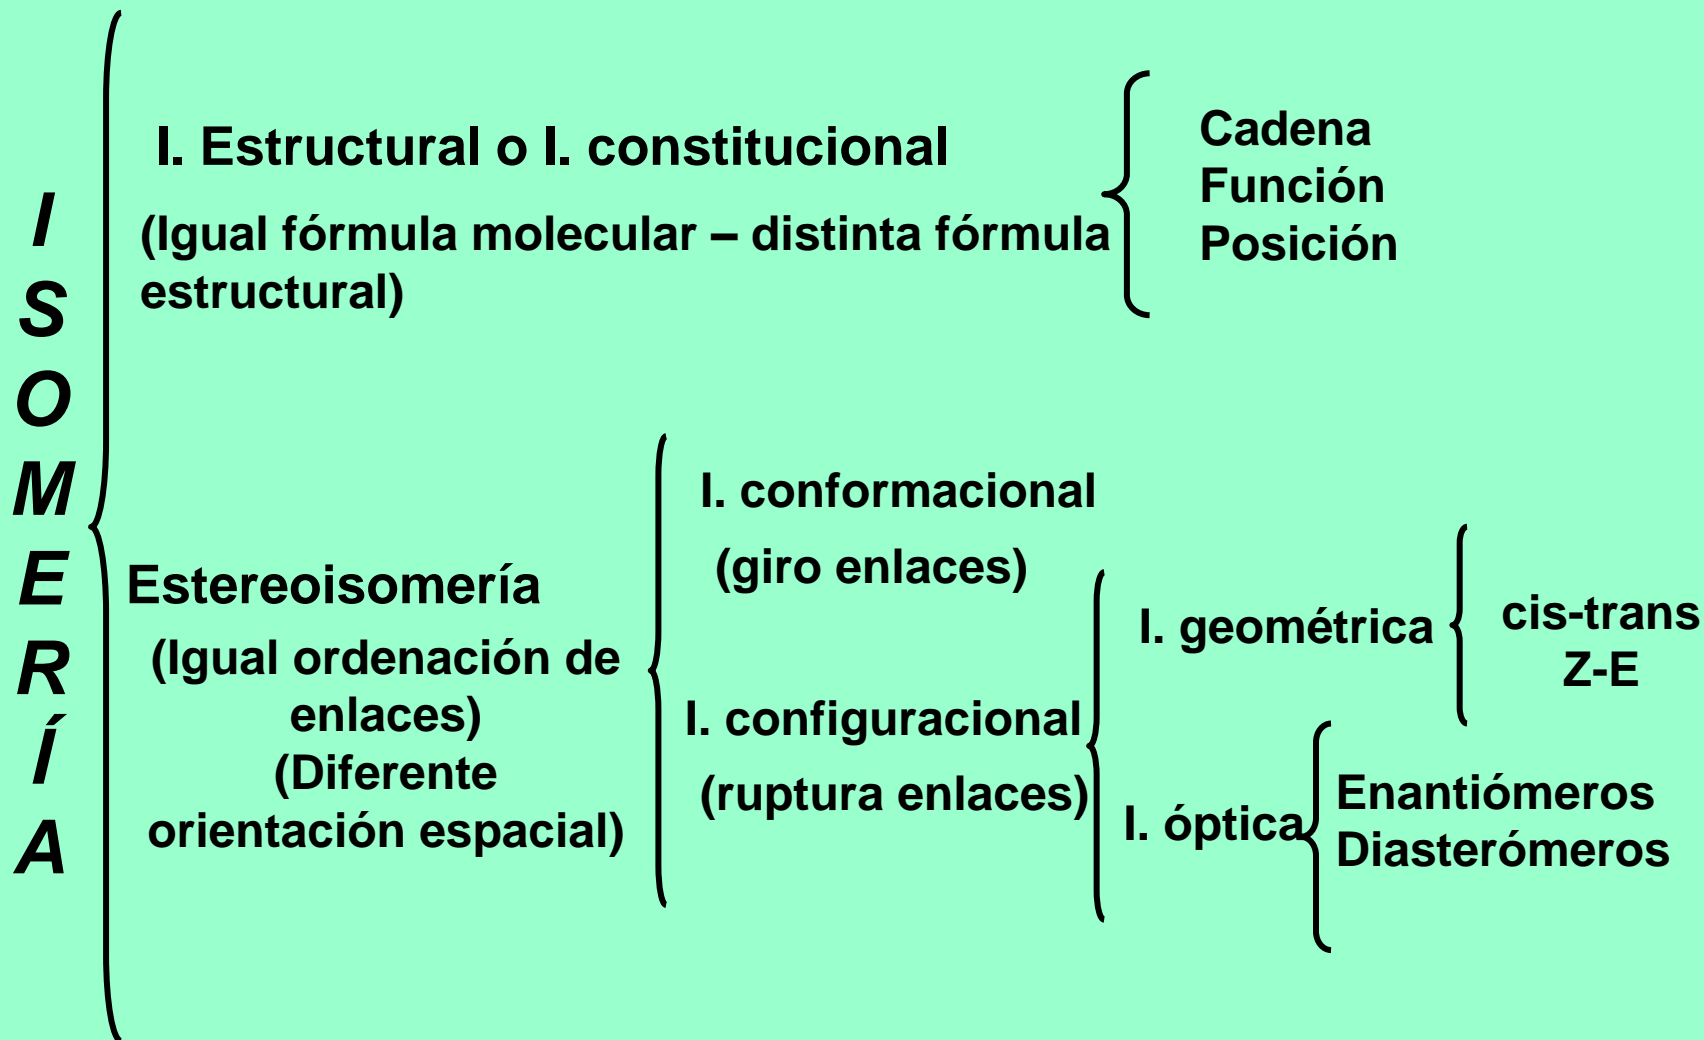 ISOMERÍA
I. Estructural o I. constitucional
(Igual fórmula molecular – distinta fórmula
estructural)
Cadena
Función
Posición
Estereoisomería
(Igual ordenación de
enlaces)
(Diferente
orientación espacial)
I. conformacional
(giro enlaces)
I. configuracional
(ruptura enlaces)
I. geométrica
cis-trans
Z-E
I. óptica
Enantiómeros
Diasterómeros